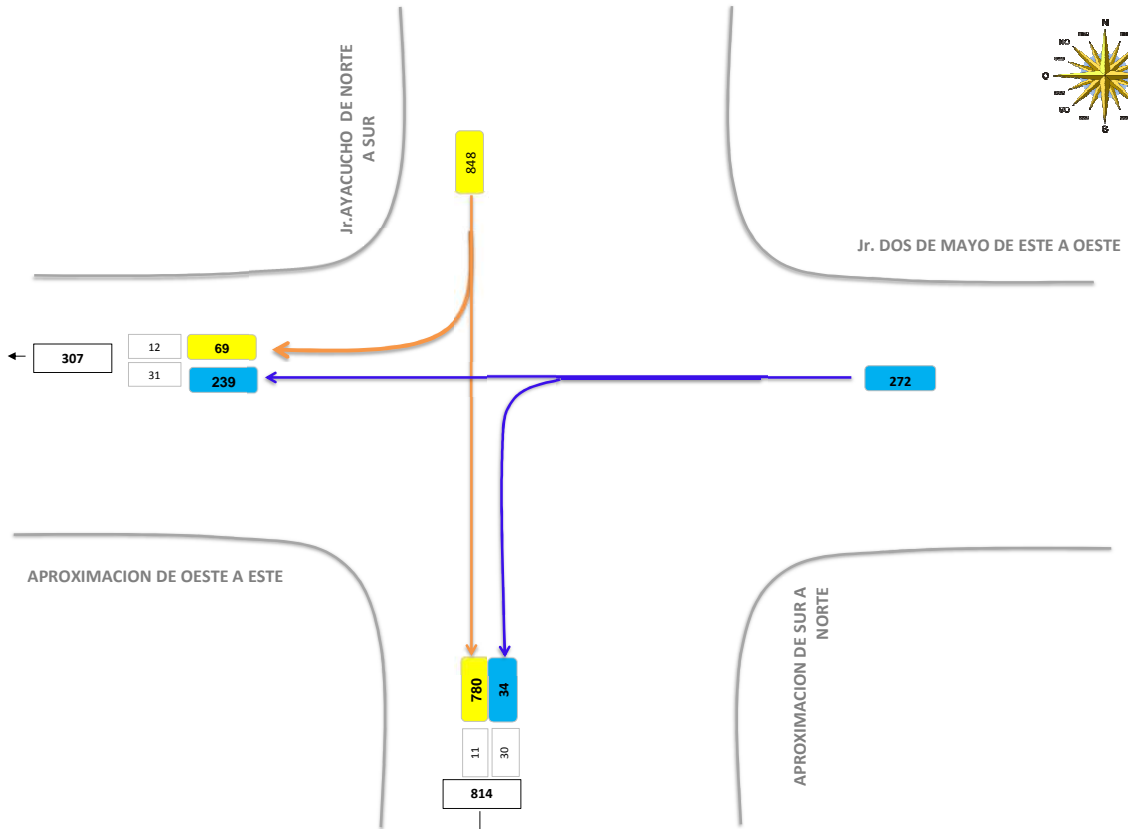 N
NO
O
SO
S
Jr.AYACUCHO DE NORTE
A SUR
848
Jr. DOS DE MAYO DE ESTE A OESTE
12
69
307
31
239
272
APROXIMACION DE OESTE A ESTE
APROXIMACION DE SUR A
NORTE
780
34
11
30
814